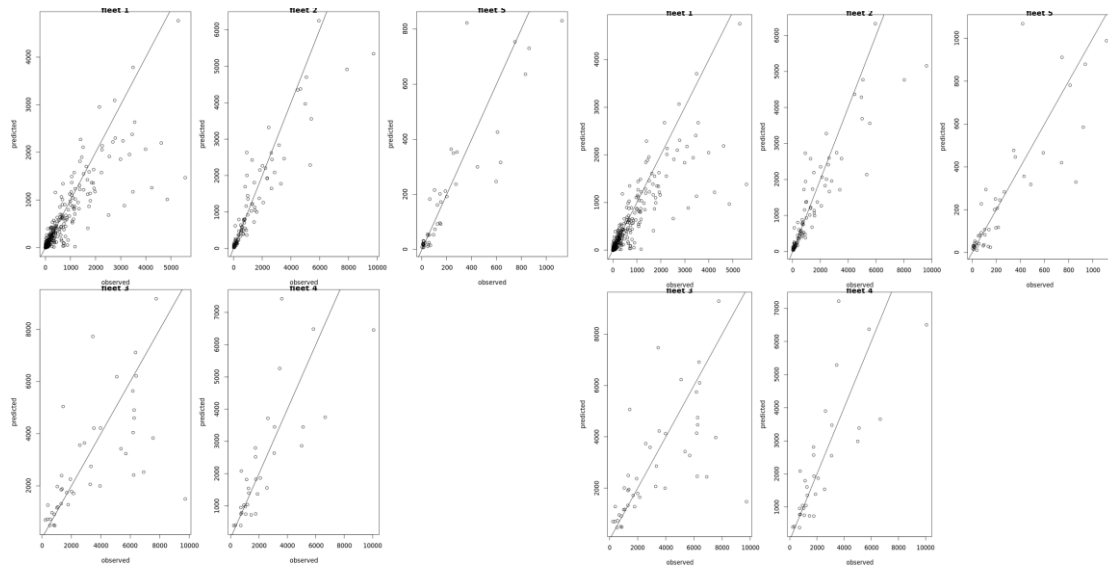 fleet 1
predicted
0 1000 2000 3000 4000
0 1000 2000 3000 4000 5000
observed
fleet 2
predicted
0 1000 2000 3000 4000 5000 6000
0 2000 4000 6000 8000 10000
observed
fleet 5
predicted
0 200 400 600 800
0 200 400 600 800 1000
observed
fleet 1
predicted
0 1000 2000 3000 4000
0 1000 2000 3000 4000 5000
observed
fleet 2
predicted
0 1000 2000 3000 4000 5000 6000
0 2000 4000 6000 8000 10000
observed
fleet 5
predicted
0 200 400 600 800 1000
0 200 400 600 800 1000
observed
fleet 3
predicted
2000 4000 6000 8000
0 2000 4000 6000 8000 10000
observed
fleet 4
predicted
1000 2000 3000 4000 5000 6000 7000
0 2000 4000 6000 8000 10000
observed
fleet 3
predicted
2000 4000 6000 8000
0 2000 4000 6000 8000 10000
observed
fleet 4
predicted
1000 2000 3000 4000 5000 6000 7000
0 2000 4000 6000 8000 10000
observed